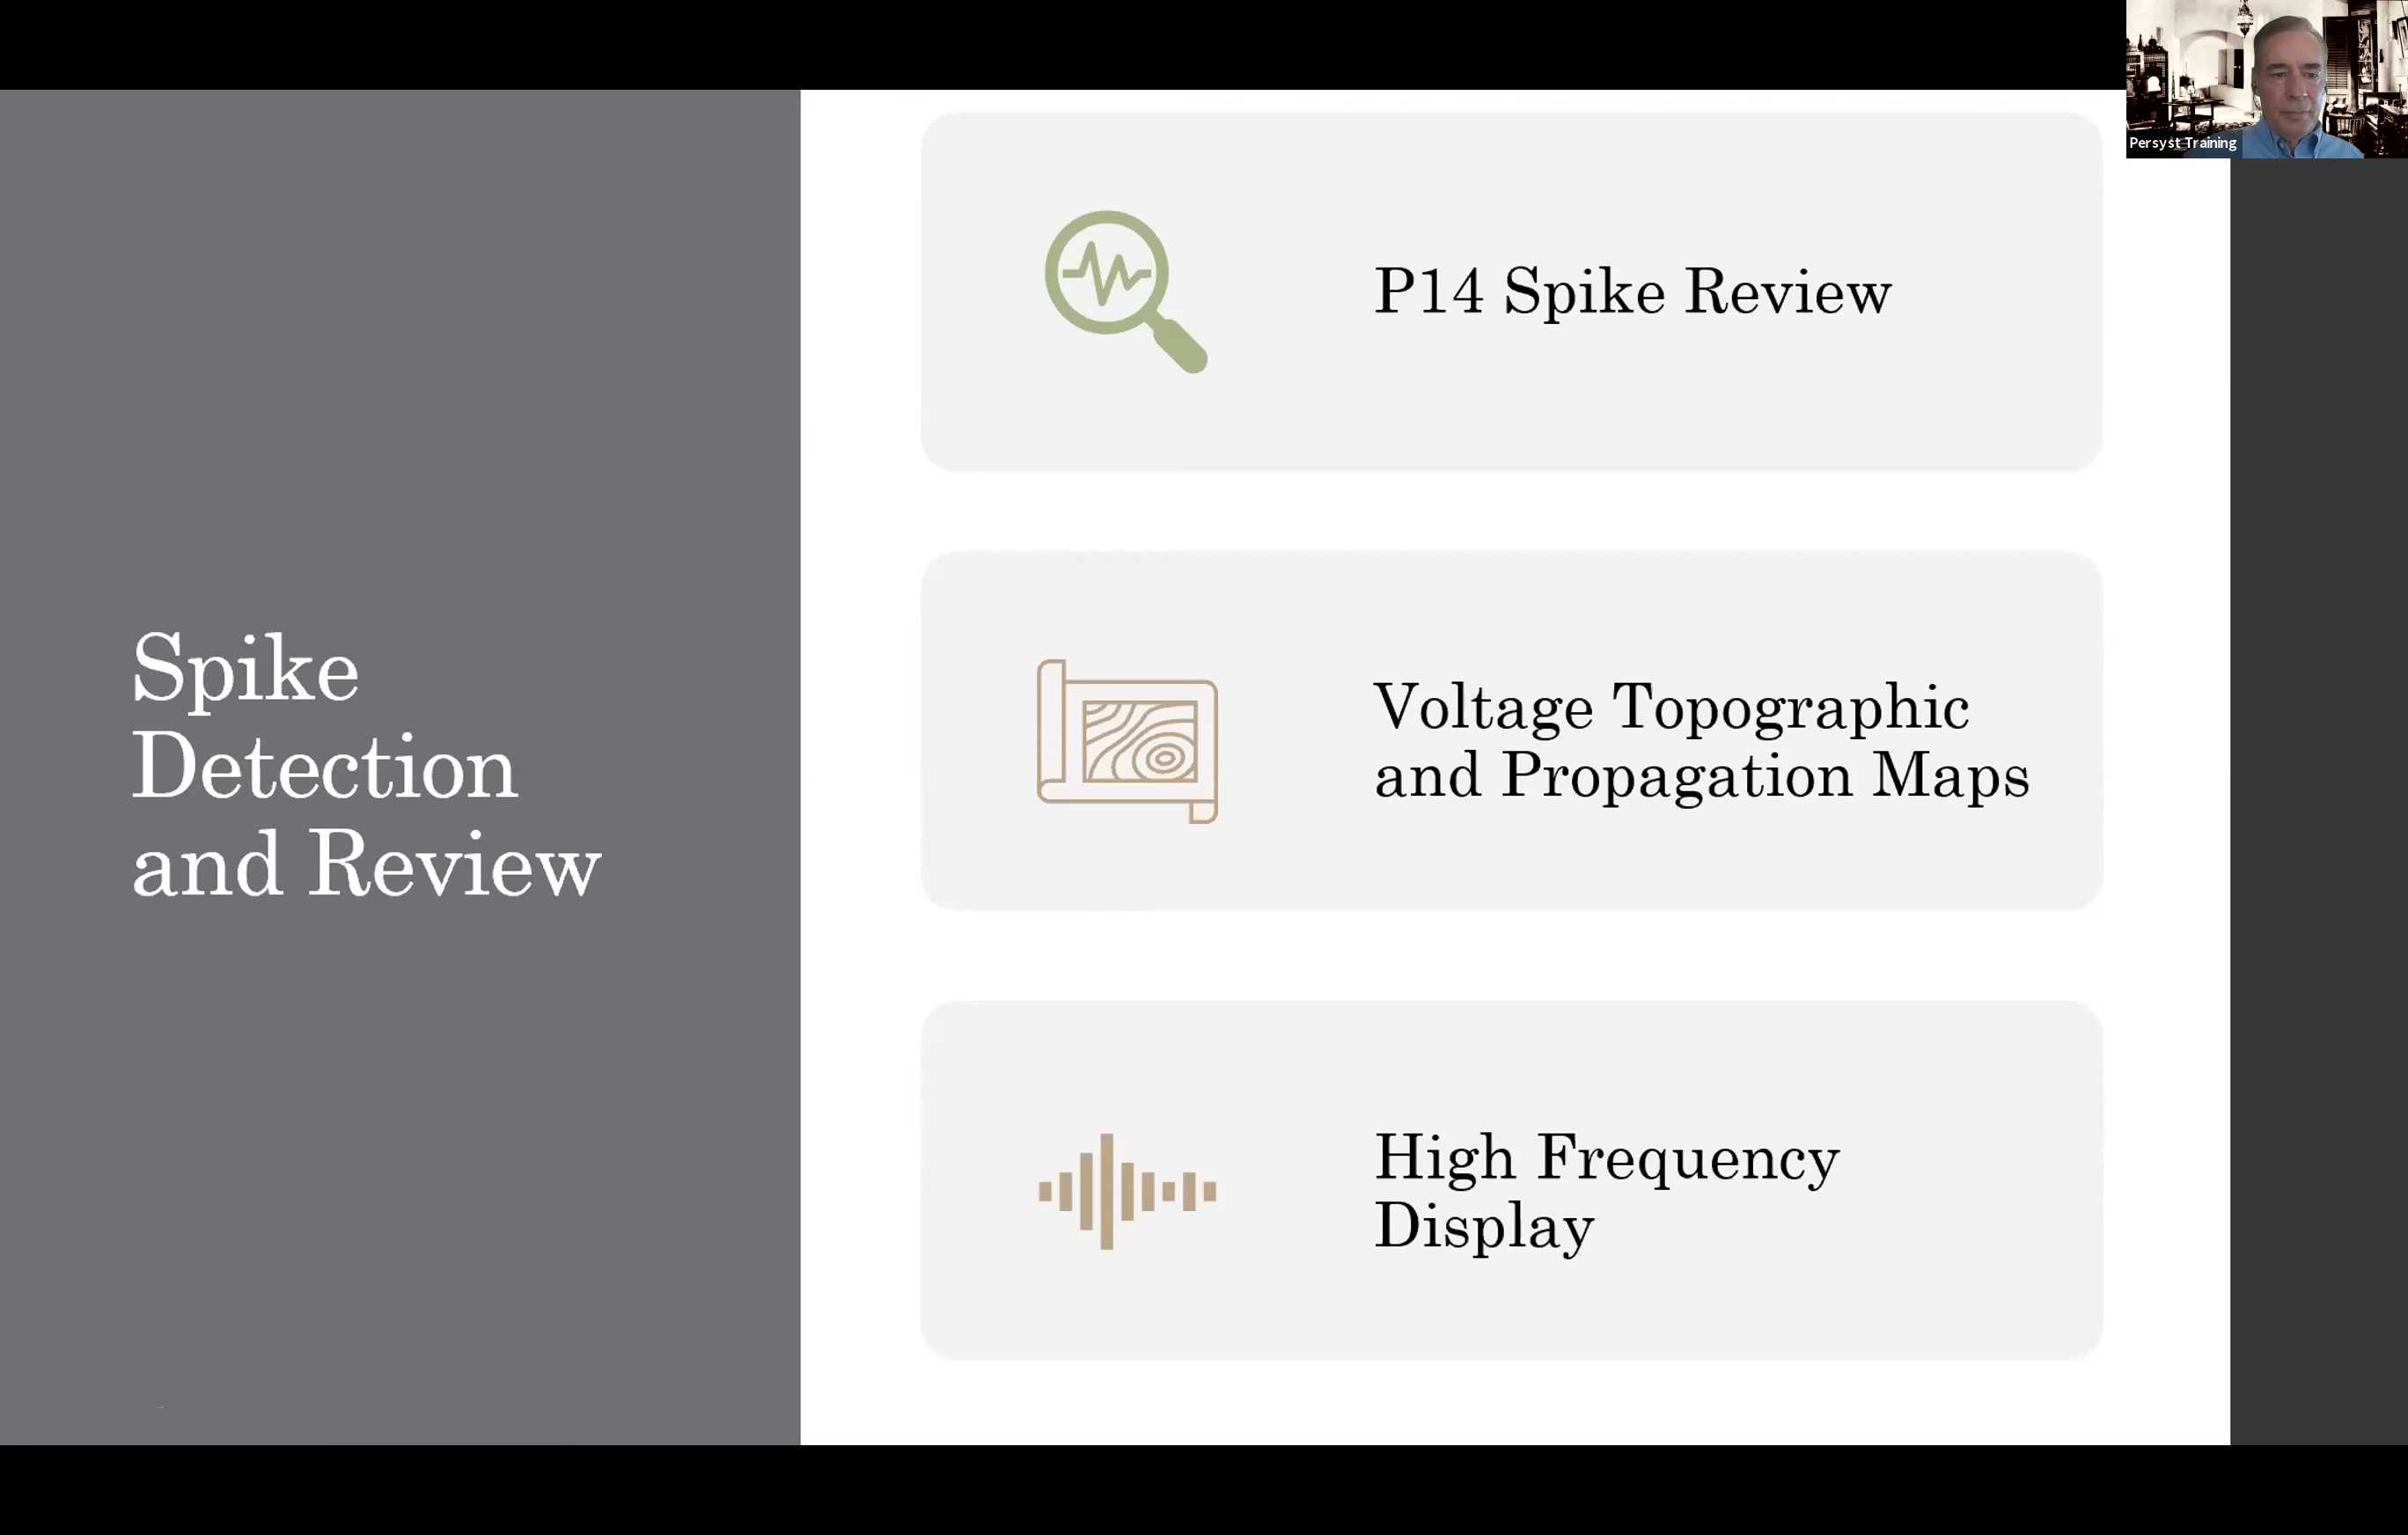 Persyst Training
Spike
Detection
and Review
P14 Spike Review
Voltage Topographic
and Propagation Maps
High Frequency
Display